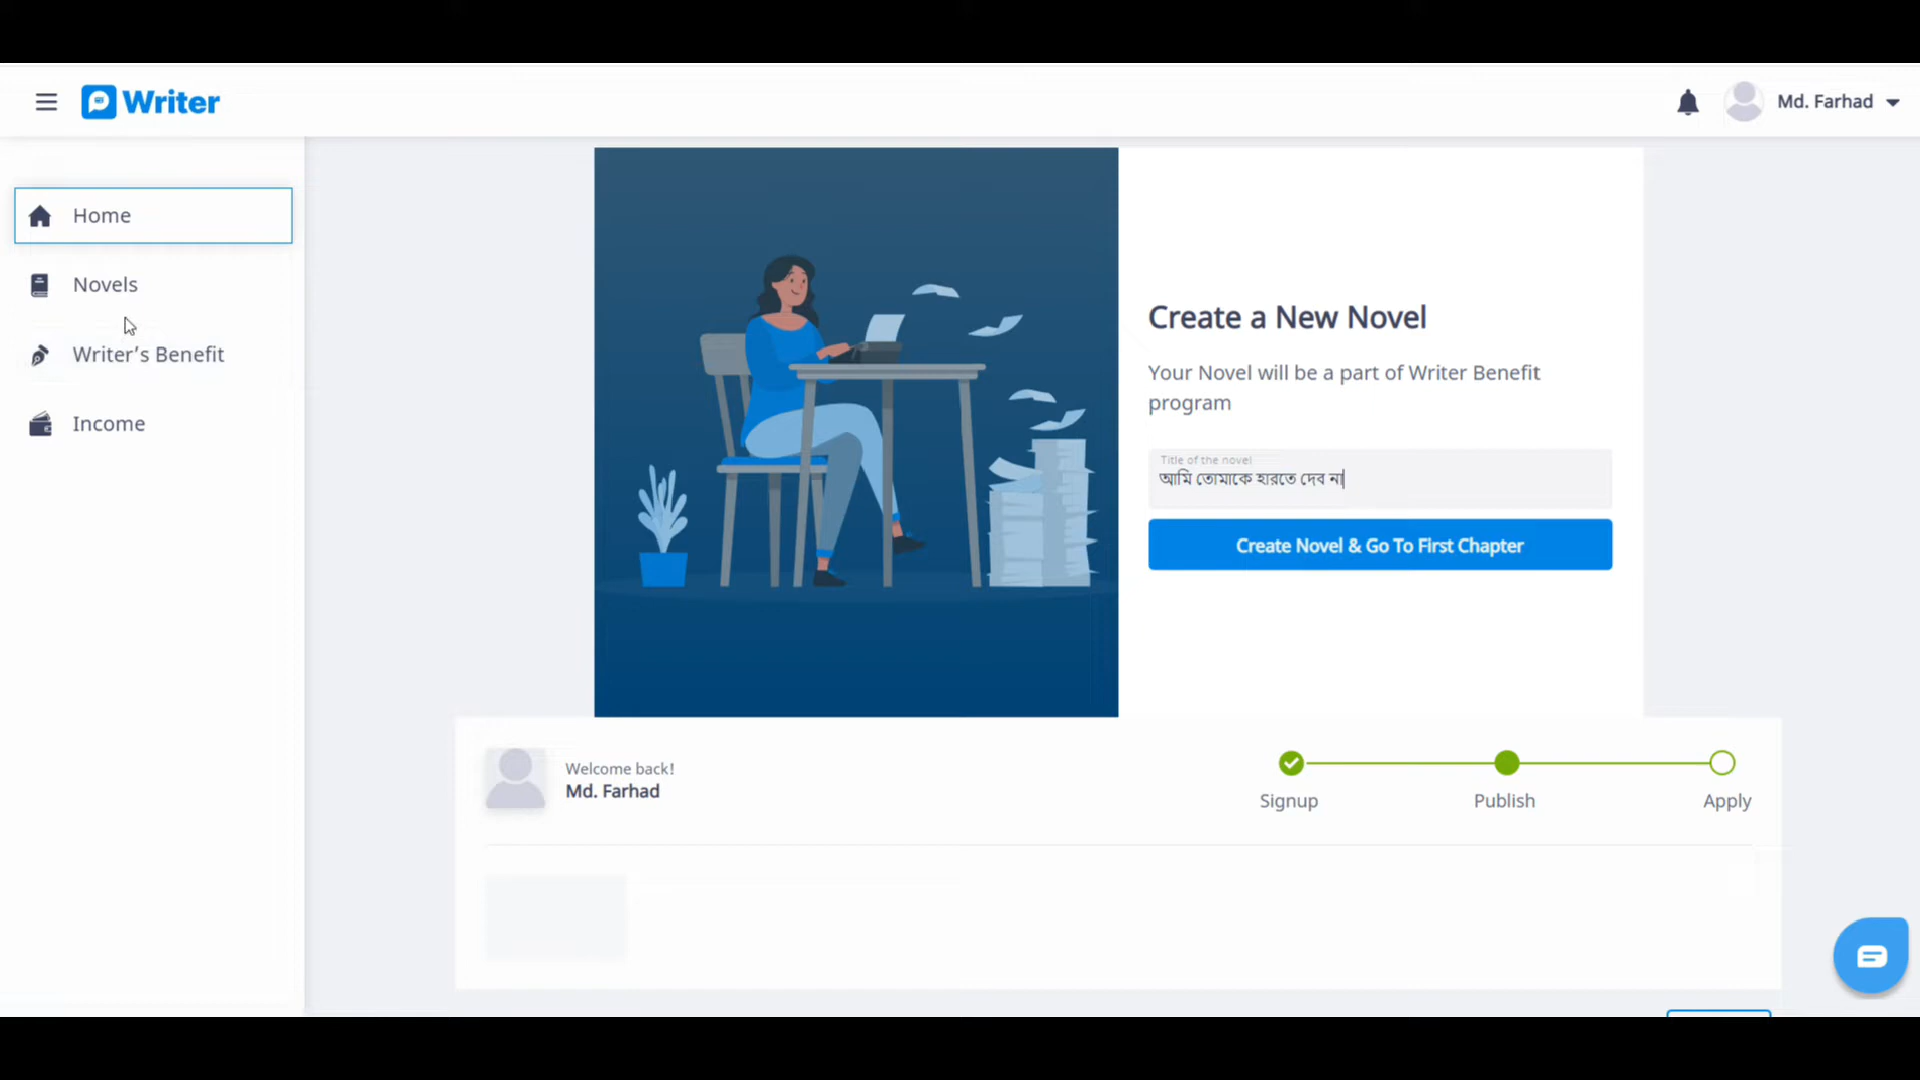 Writer
Md. Farhad
Home
Novels
Writer's Benefit
Income
Create a New Novel
Your Novel will be a part of Writer Benefit
program
Title of the novel
আমি তোমাকে হারতে দেব না
Create Novel & Go To First Chapter
Welcome back!
Md. Farhad
Signup
Publish
Apply